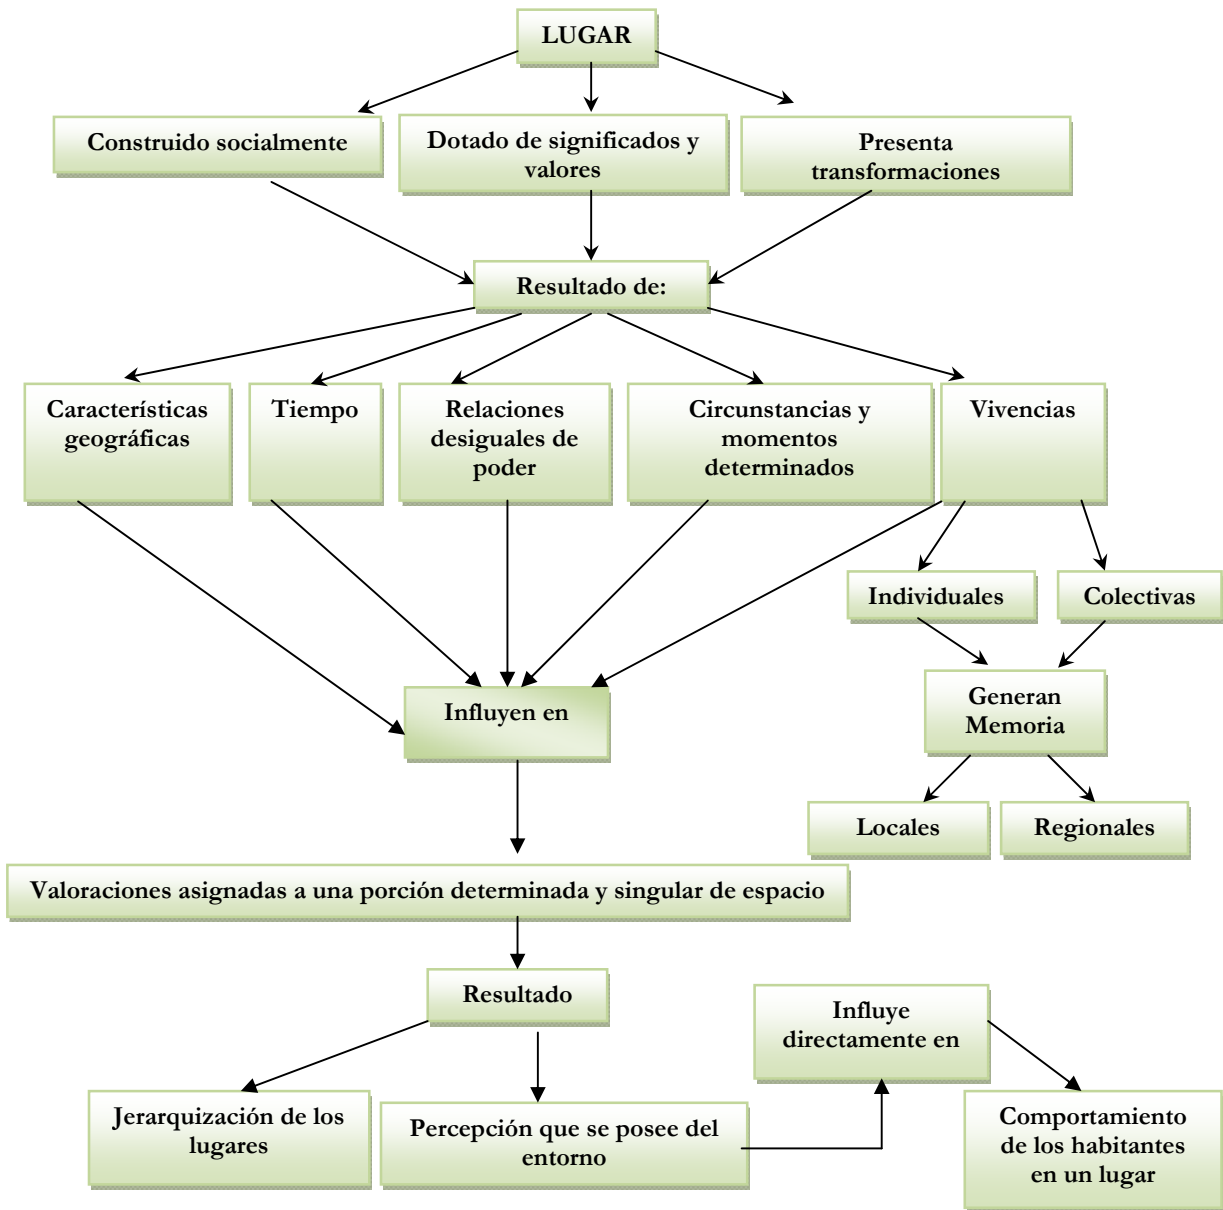 LUGAR
Construido socialmente
Dotado de significados y
valores
Presenta
transformaciones
Resultado de:
Características
geográficas
Tiempo
Relaciones
desiguales de
poder
Circunstancias y
momentos
determinados
Vivencias
Individuales
Colectivas
Generan
Memoria
Locales
Regionales
Influyen en
Valoraciones asignadas a una porción determinada y singular de espacio
Resultado
Jerarquización de los
lugares
Percepción que se posee del
entorno
Influye
directamente en
Comportamiento
de los habitantes
en un lugar